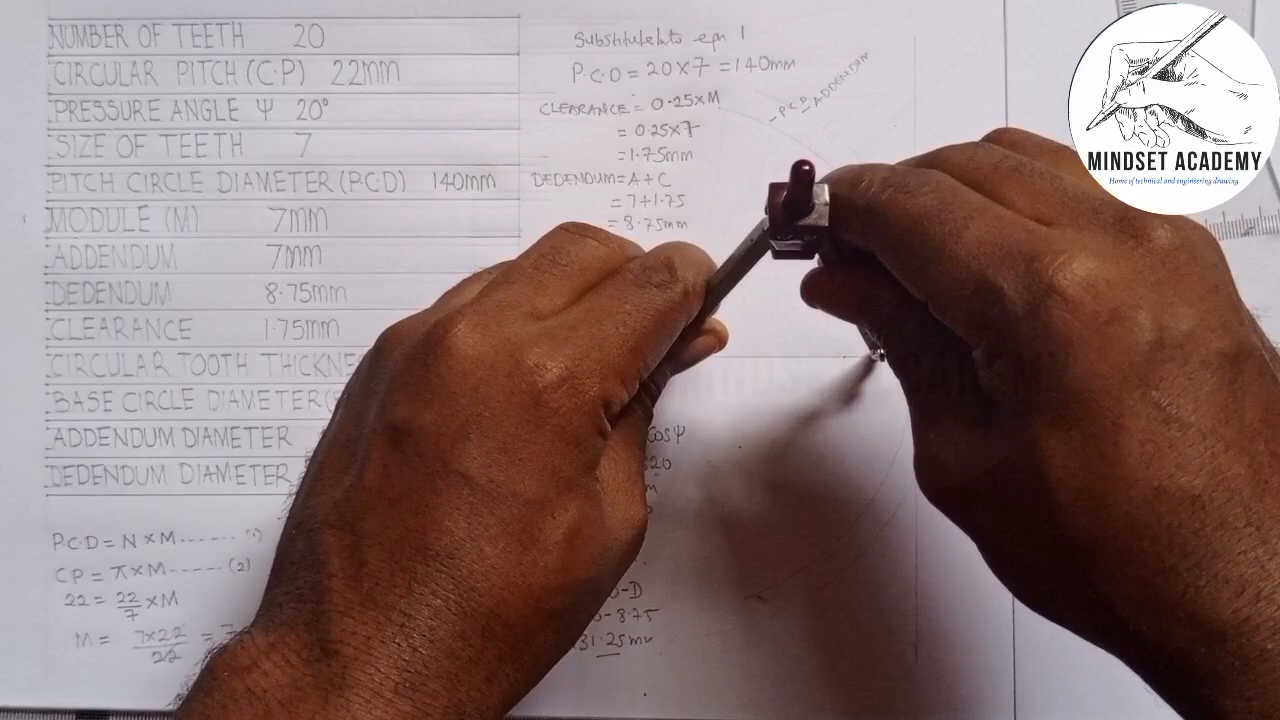 NUMBER OF TEETH 20
CIRCULAR PITCH (C.P) 22mm
PRESSURE ANGLE Ψ 20°
SIZE OF TEETH 7
PITCH CIRCLE DIAMETER (P.C.D) 140mm
MODULE (M) 7mm
ADDENDUM 7mm
DEDENDUM 8.75mm
CLEARANCE 1.75mm
CIRCULAR TOOTH
BASE CIRCLE DIAMETER
ADDENDUM DIAMETER
DEDENDUM DIAMETER
P.C.D = N×M ------ (1)
CP = π×M ----- (2)
22 = 22/7 ×M
M = 7×22/22 = 7
Substitute into eqn 1
P.C.D = 20×7 = 140mm
CLEARANCE = 0.25×M
= 0.25×7
= 1.75mm
DEDENDUM = A+C
= 7+1.75
= 8.75mm
COSΨ
-D
-8.75
31.25mm
P.C.D
ADDENDUM
MINDSET ACADEMY
Home of technical and engineering drawing